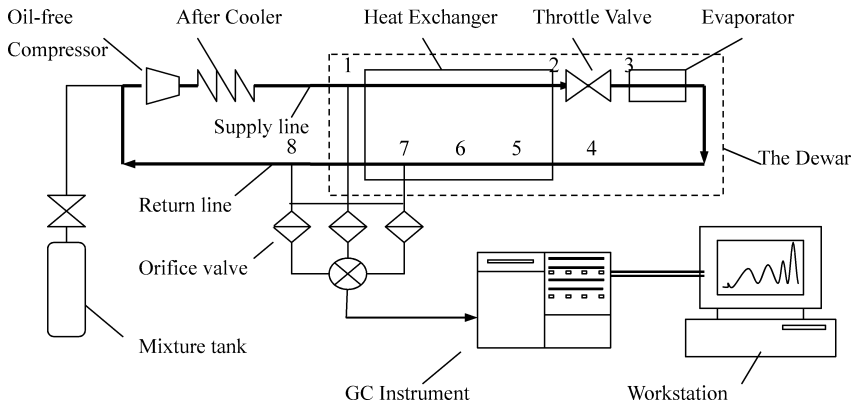 Oil-free
Compressor
After Cooler
Heat Exchanger
Throttle Valve
Evaporator
1
2
3
Supply line
8
7
6
5
4
The Dewar
Return line
Orifice valve
Mixture tank
GC Instrument
Workstation